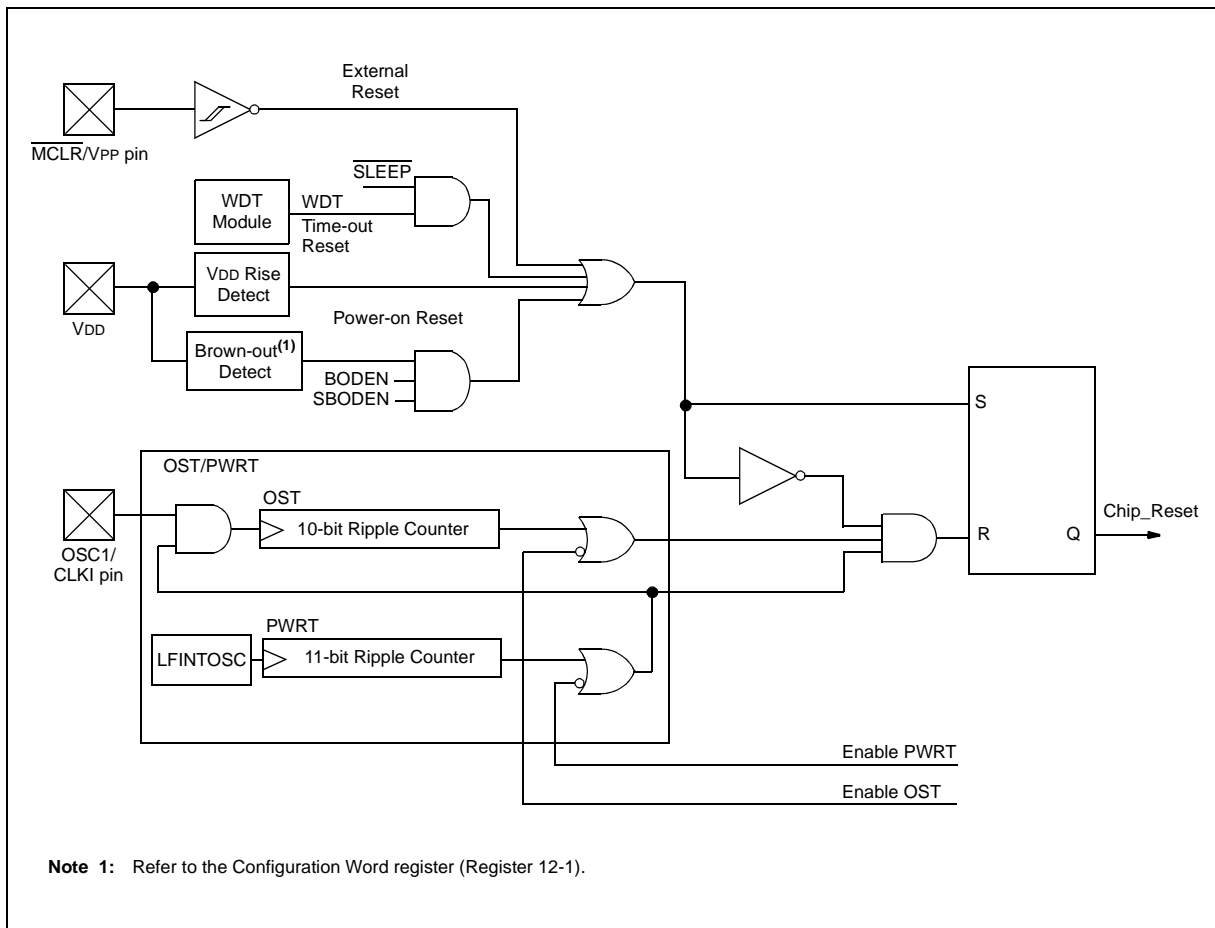 External
Reset
MCLR/VPP pin
SLEEP
WDT
Module
WDT
Time-out
Reset
VDD Rise
Detect
VDD
Power-on Reset
Brown-out(1)
Detect
BODEN
SBODEN
S
OST/PWRT
OST
10-bit Ripple Counter
OSC1/
CLKI pin
Chip_Reset
R
Q
PWRT
LFINTOSC
11-bit Ripple Counter
Enable PWRT
Enable OST
Note 1: Refer to the Configuration Word register (Register 12-1).